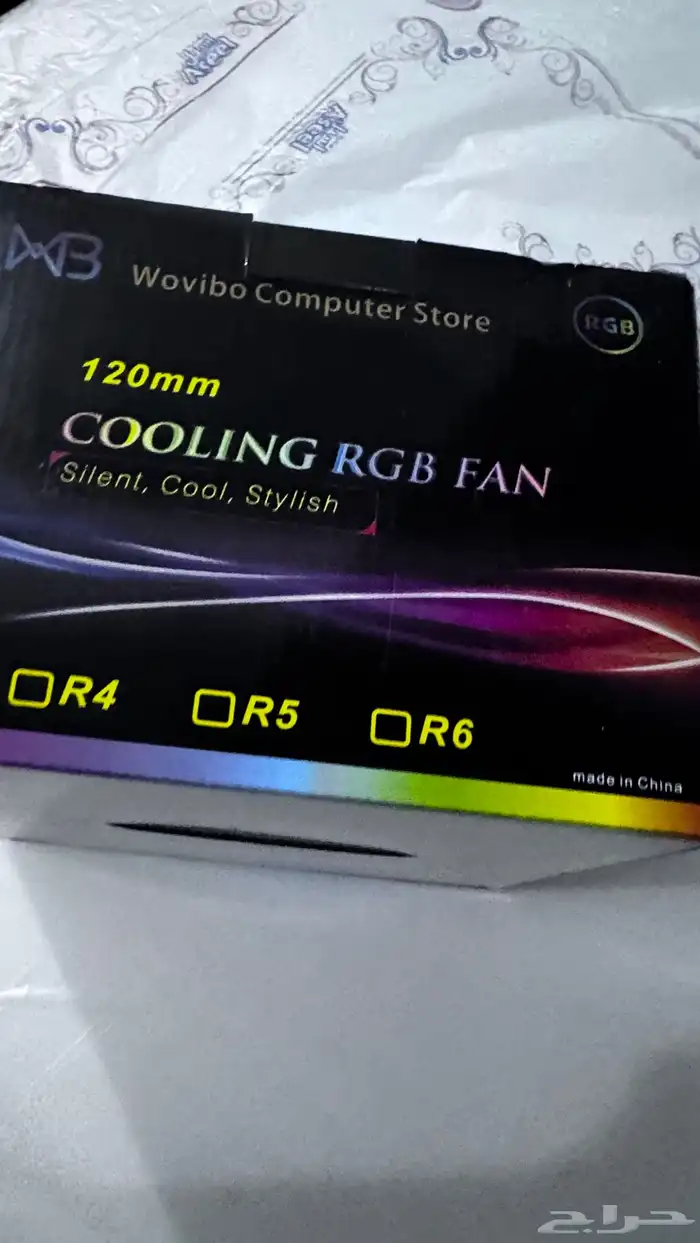 WB
Wovibo Computer Store
RGB
120mm
COOLING RGB FAN
Silent, Cool, Stylish
R4
R5
R6
made in China
حراج